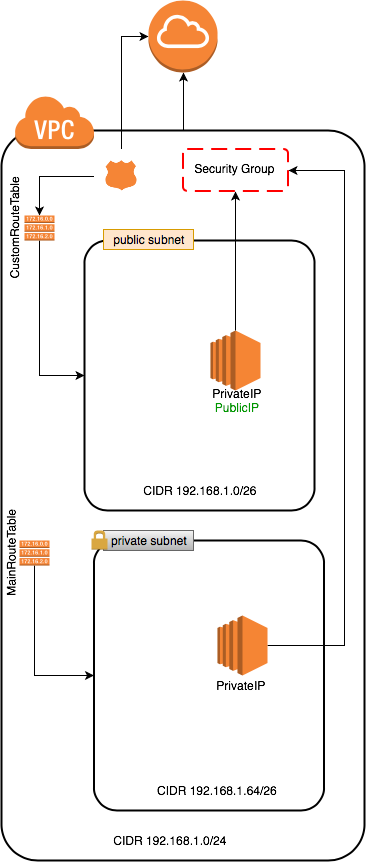 VPC
Security Group
CustomRouteTable
172.16.0.0
172.16.1.0
172.16.2.0
public subnet
PrivateIP
PublicIP
CIDR 192.168.1.0/26
MainRouteTable
172.16.0.0
172.16.1.0
172.16.2.0
private subnet
PrivateIP
CIDR 192.168.1.64/26
CIDR 192.168.1.0/24